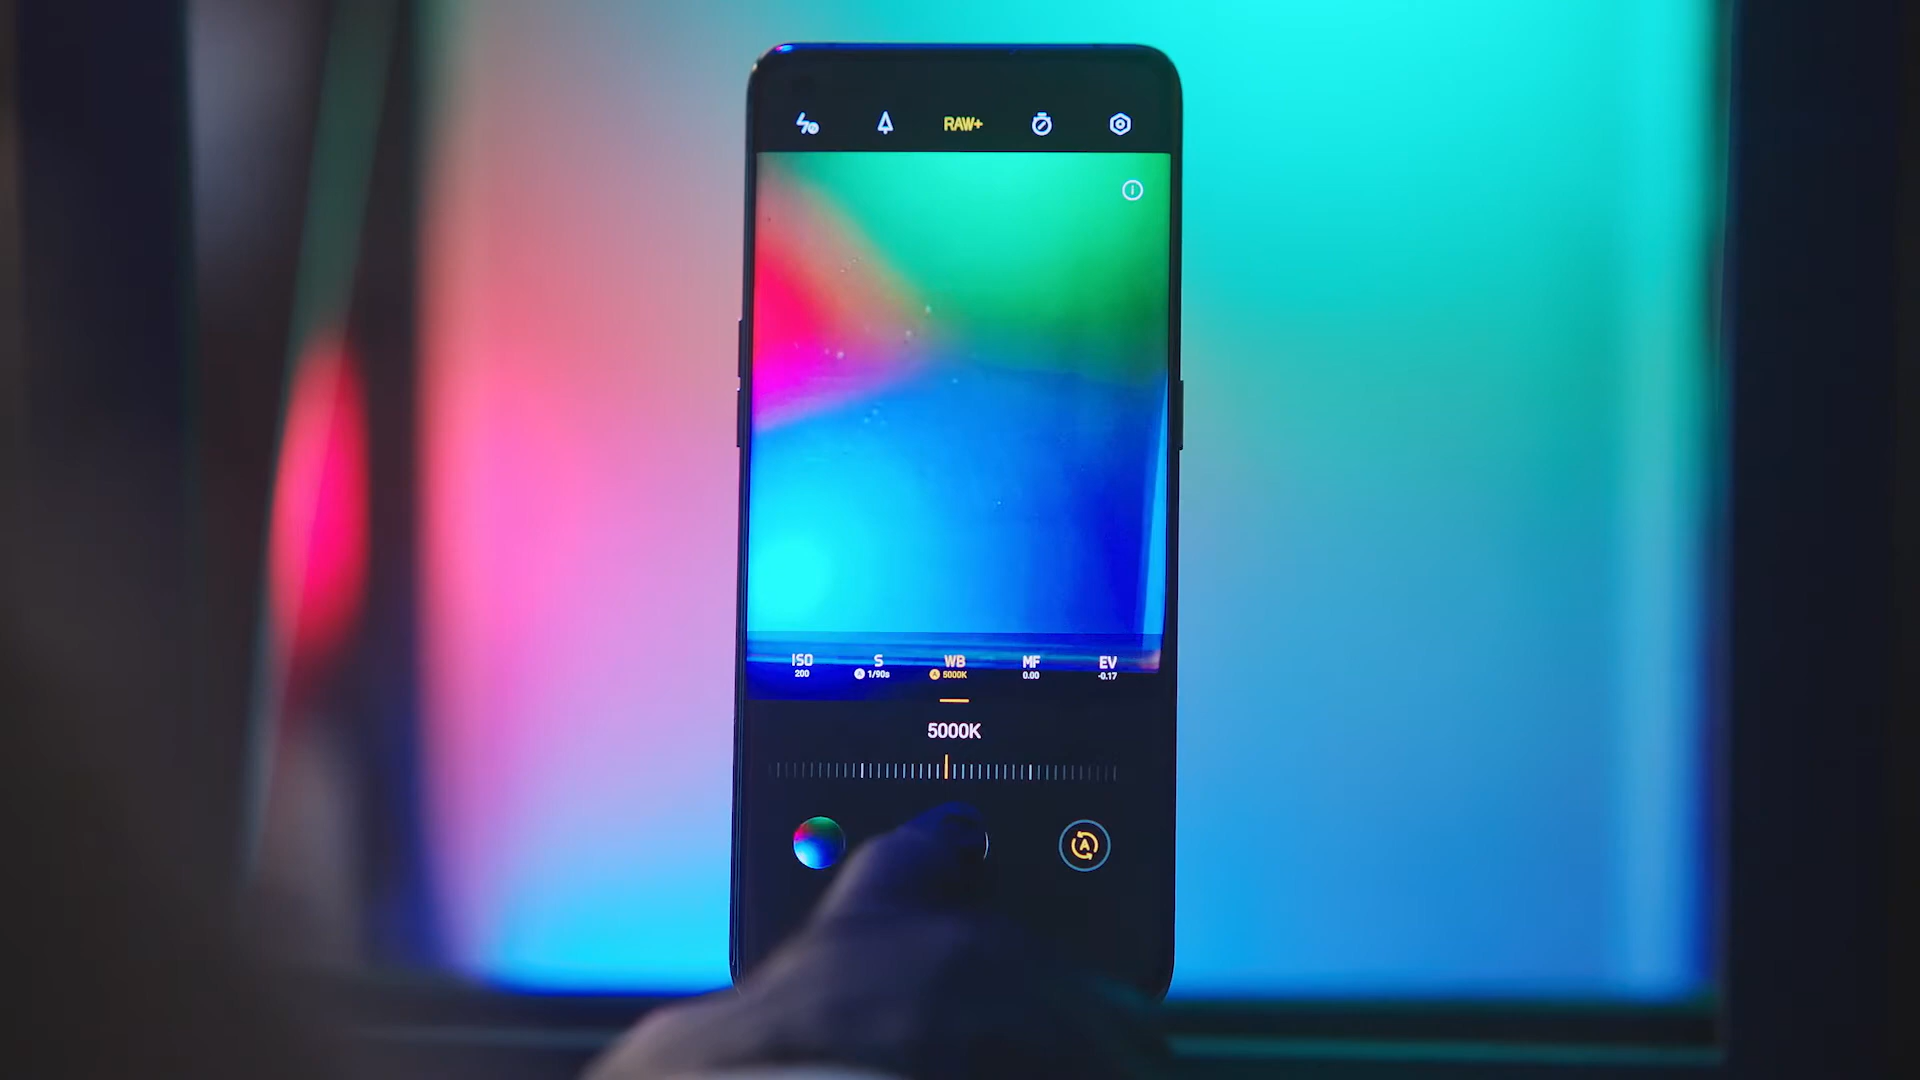 RAW+
ISO S WB MF EV
200 A 1/90s A 5000K 0.00 -0.17
5000K
A